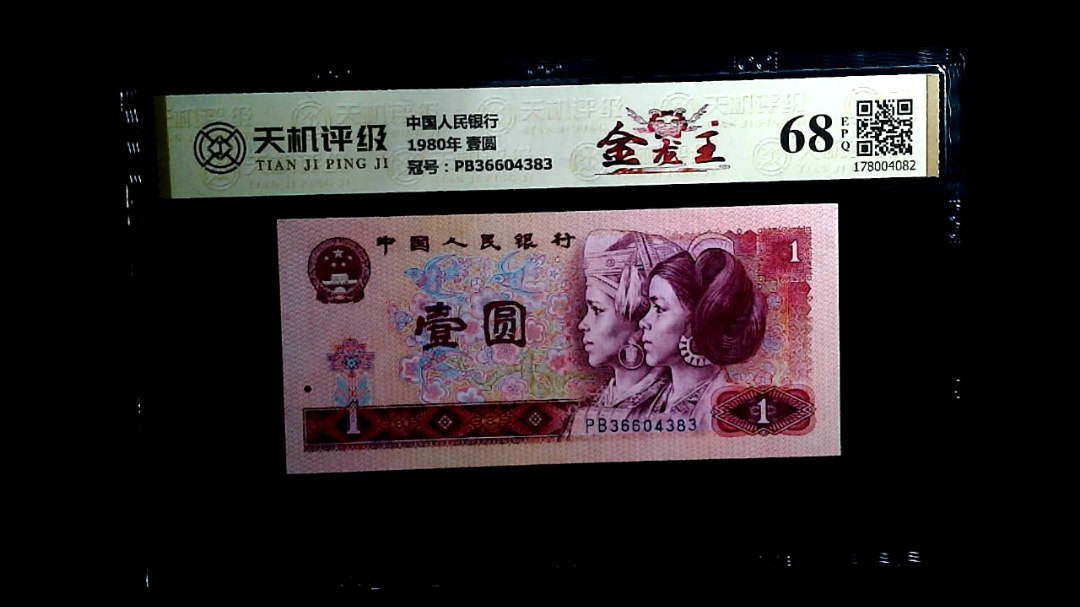 天机评级
TIAN JI PING JI
中国人民银行
1980年 壹圆
冠号：PB36604383
金龙王
68
EPQ
178004082
中国人民银行
1
壹圆
1
1
PB36604383